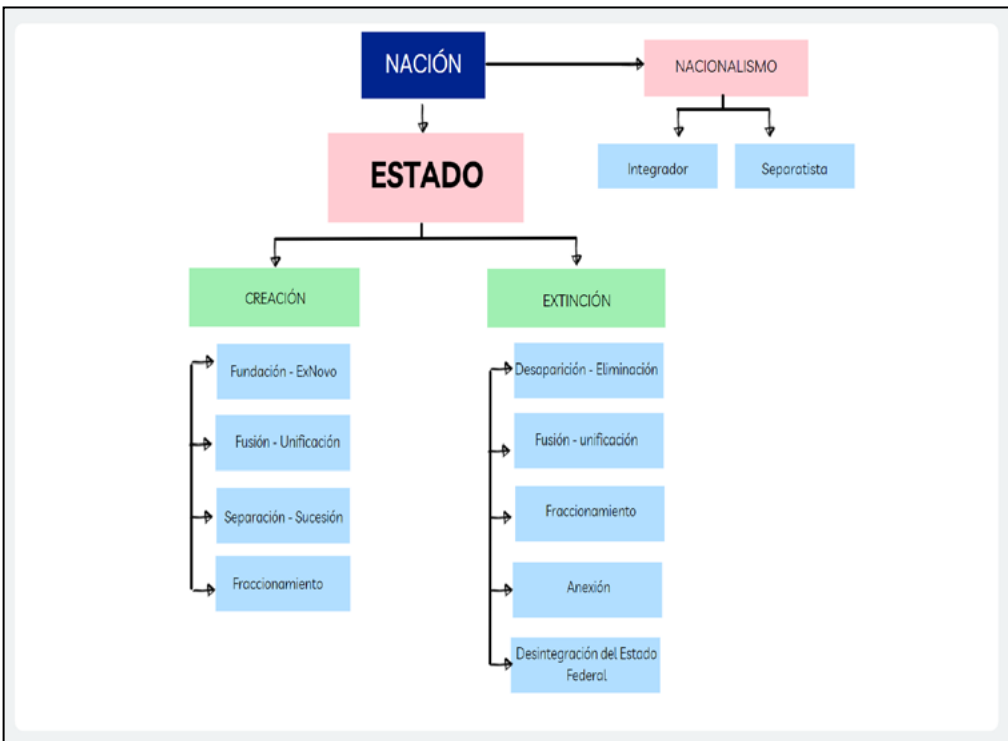 NACIÓN
NACIONALISMO
Integrador
Separatista
ESTADO
CREACIÓN
Fundación - ExNovo
Fusión - Unificación
Separación - Sucesión
Fraccionamiento
EXTINCIÓN
Desaparición - Eliminación
Fusión - unificación
Fraccionamiento
Anexión
Desintegración del Estado
Federal